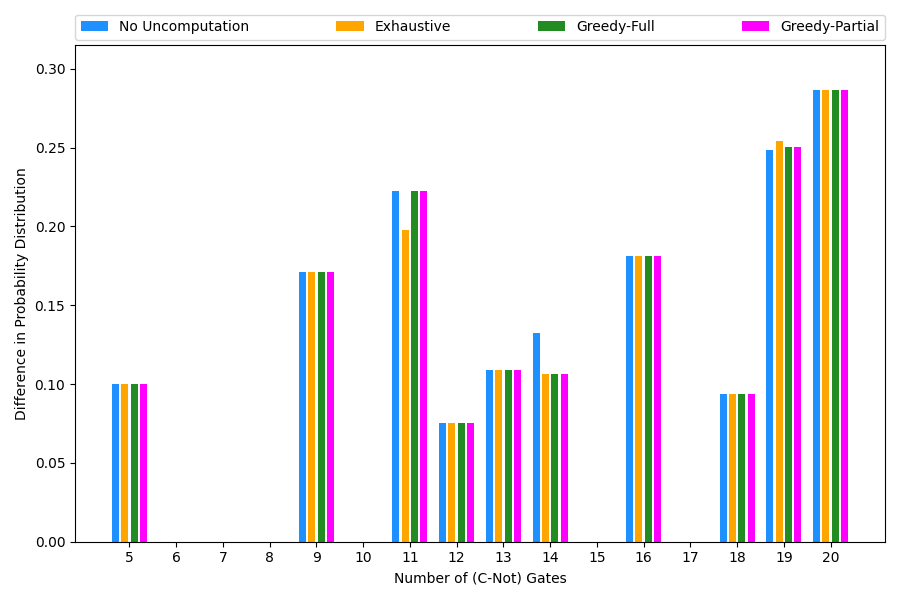 No Uncomputation Exhaustive Greedy-Full Greedy-Partial
Difference in Probability Distribution
0.30
0.25
0.20
0.15
0.10
0.05
0.00
5 6 7 8 9 10 11 12 13 14 15 16 17 18 19 20
Number of (C-Not) Gates